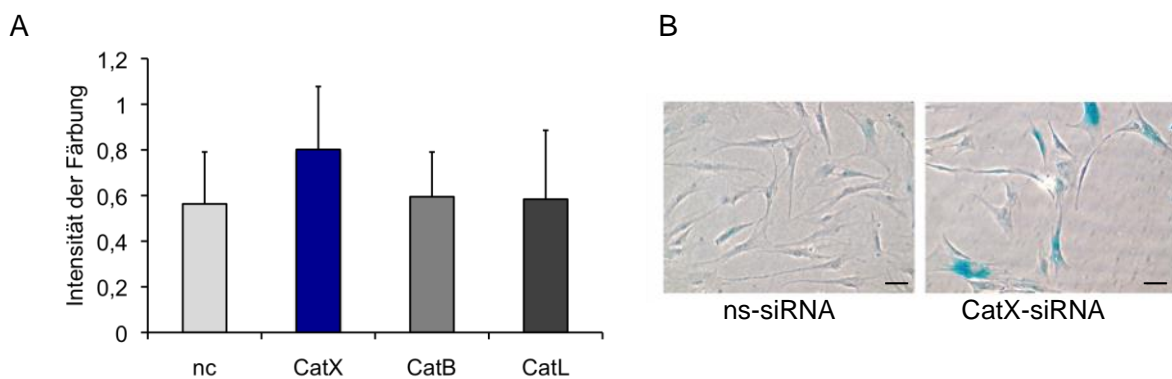 A
B
Intensität der Färbung
1,2
1
0,8
0,6
0,4
0,2
0
nc CatX CatB CatL
ns-siRNA CatX-siRNA